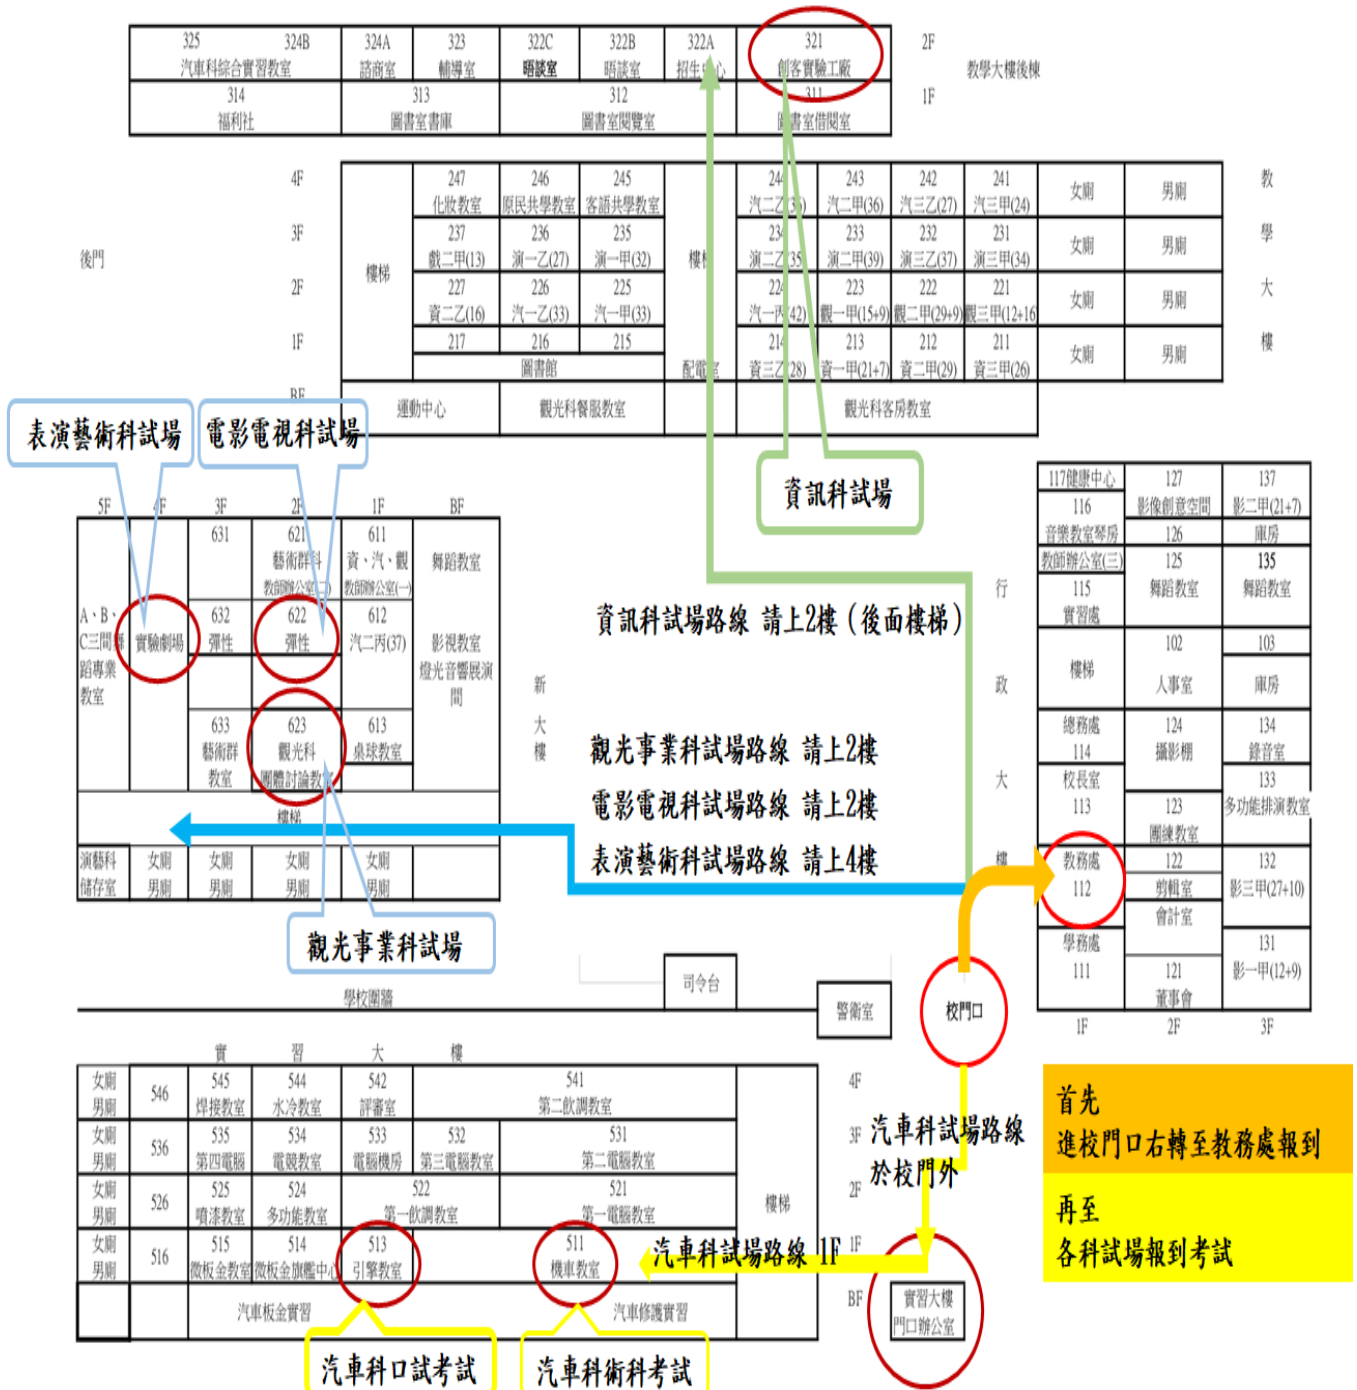 325 324B 324A 323 322C 322B 322A 321 2F
汽車科綜合實習教室 諮商室 輔導室 晤談室 晤談室 招生中心 創客實驗工廠 教學大樓後棟
314 313 312 311 1F
福利社 圖書室書庫 圖書室閱覽室 圖書室借閱室
4F 247 246 245 244 243 242 241 女廁 男廁 教
化妝教室 原民共學教室 客語共學教室 汽二乙(35) 汽二甲(36) 汽三乙(27) 汽三甲(24)
3F 237 236 235 234 233 232 231 女廁 男廁 學
後門 樓梯 戲二甲(13) 演一乙(27) 演一甲(32) 樓梯 演二乙(35) 演二甲(39) 演三乙(37) 演三甲(34)
2F 227 226 225 224 223 222 221 女廁 男廁 大
資二乙(16) 汽一乙(33) 汽一甲(33) 汽一丙(42) 觀一甲(15+9) 觀二甲(29+9) 觀三甲(12+16)
1F 217 216 215 214 213 212 211 女廁 男廁 樓
圖書館 配電室 資三乙(28) 資一甲(21+7) 資二甲(29) 資三甲(26)
BF 運動中心 觀光科餐服教室 觀光科客房教室
表演藝術科試場 電影電視科試場
資訊科試場
5F 4F 3F 2F 1F BF
631 621 611
藝術群科 資、汽、觀 舞蹈教室
教師辦公室(二) 教師辦公室(一)
A、B、 632 622 612
C三間舞 實驗劇場 彈性 彈性 汽二丙(37) 影視教室
蹈專業 燈光音響展演
教室 間
633 623 613
藝術群 觀光科 桌球教室
教室 團體討論教室
樓梯
演藝科 女廁 女廁 女廁 女廁
儲存室 男廁 男廁 男廁 男廁
新
大
樓
觀光事業科試場
資訊科試場路線 請上2樓（後面樓梯）
觀光事業科試場路線 請上2樓
電影電視科試場路線 請上2樓
表演藝術科試場路線 請上4樓
行
政
大
樓
117健康中心 127 137
116 影像創意空間 影二甲(21+7)
音樂教室琴房 126 庫房
教師辦公室(三) 125 135
115 舞蹈教室 舞蹈教室
實習處
樓梯 102 103
人事室 庫房
總務處 124 134
114 攝影棚 錄音室
校長室 133
113 123 多功能排演教室
團練教室
教務處 122 132
112 剪輯室 影三甲(27+10)
會計室
學務處 131
111 121 影一甲(12+9)
董事會
1F 2F 3F
司令台
學校圍牆
警衛室 校門口
實 習 大 樓
女廁 546 545 544 542 541 4F
男廁 焊接教室 水冷教室 評審室 第二飲調教室
女廁 536 535 534 533 532 531 3F
男廁 第四電腦 電競教室 電腦機房 第三電腦教室 第二電腦教室
女廁 526 525 524 522 521 2F
男廁 噴漆教室 多功能教室 第一飲調教室 第一電腦教室 樓梯
女廁 516 515 514 513 511 1F
男廁 微板金教室 微板金旗艦中心 引擎教室 機車教室
汽車板金實習 汽車修護實習 BF
汽車科試場路線
於校門外
汽車科試場路線 1F
實習大樓
門口辦公室
汽車科口試考試 汽車科術科考試
首先
進校門口右轉至教務處報到
再至
各科試場報到考試